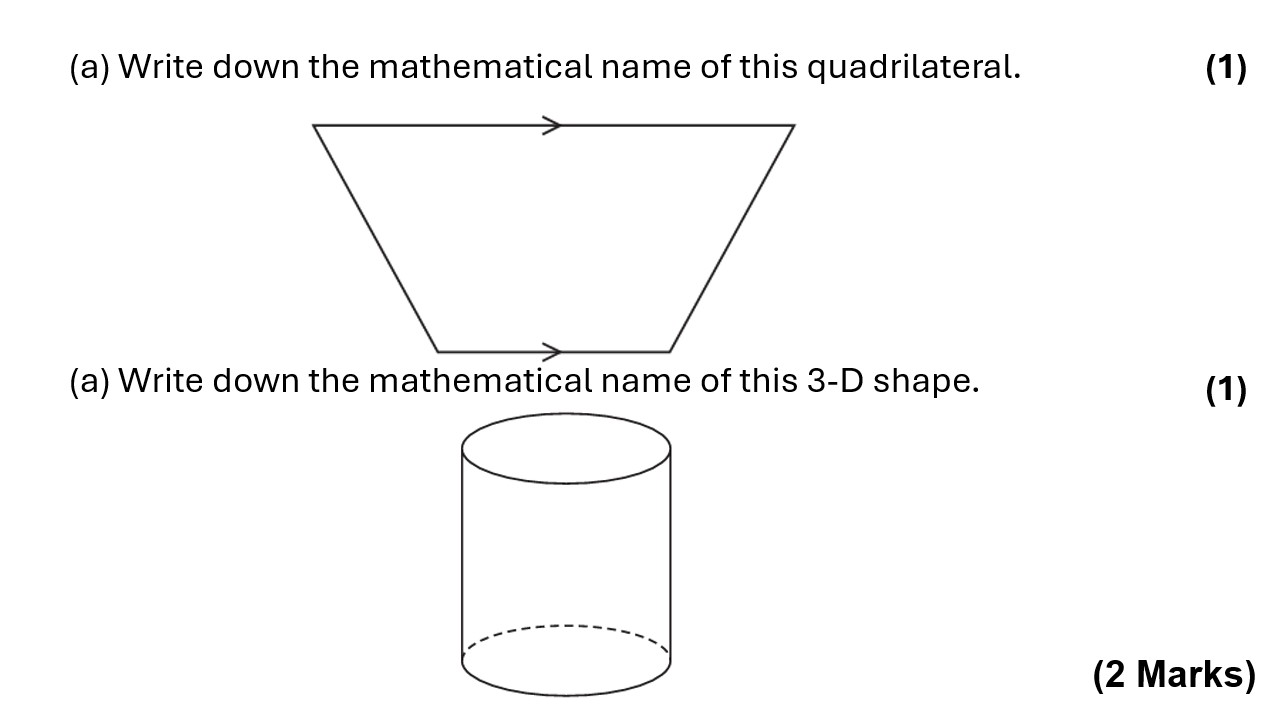 (a) Write down the mathematical name of this quadrilateral. (1)
(a) Write down the mathematical name of this 3-D shape. (1)
(2 Marks)